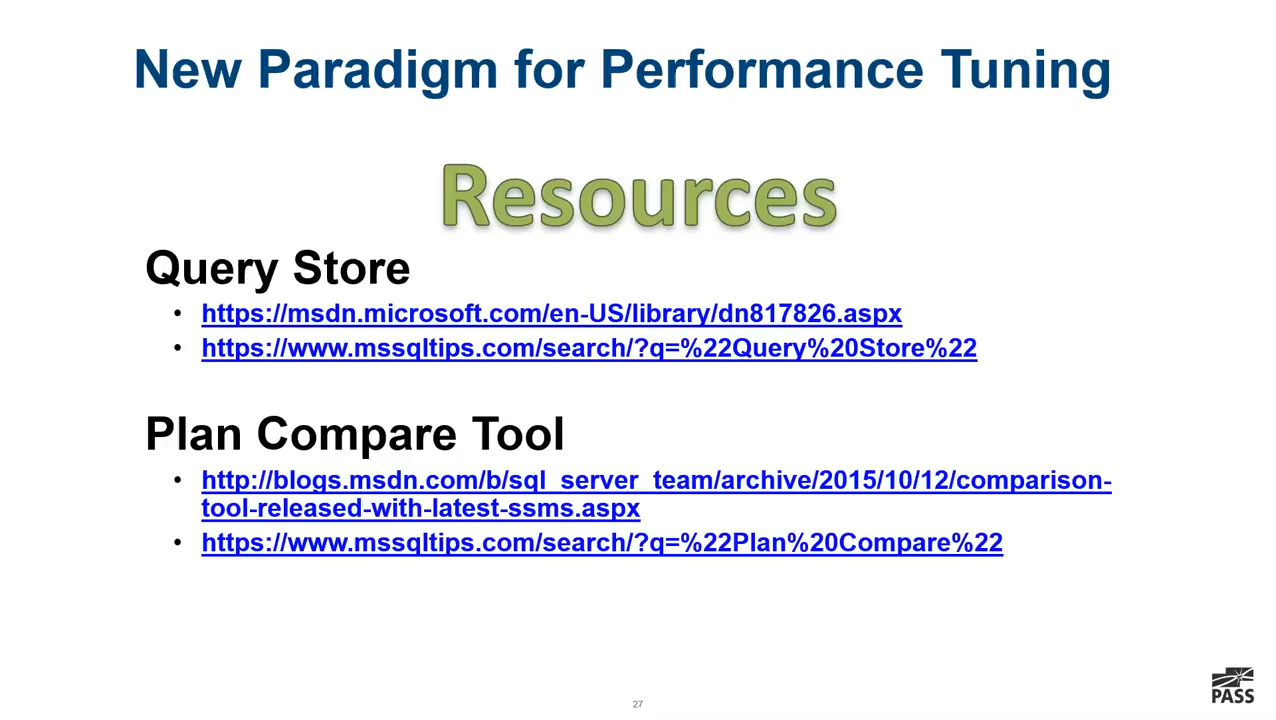 New Paradigm for Performance Tuning
Resources
Query Store
• https://msdn.microsoft.com/en-US/library/dn817826.aspx
• https://www.mssqltips.com/search/?q=%22Query%20Store%22
Plan Compare Tool
• http://blogs.msdn.com/b/sql_server_team/archive/2015/10/12/comparison-
tool-released-with-latest-ssms.aspx
• https://www.mssqltips.com/search/?q=%22Plan%20Compare%22
27
PASS